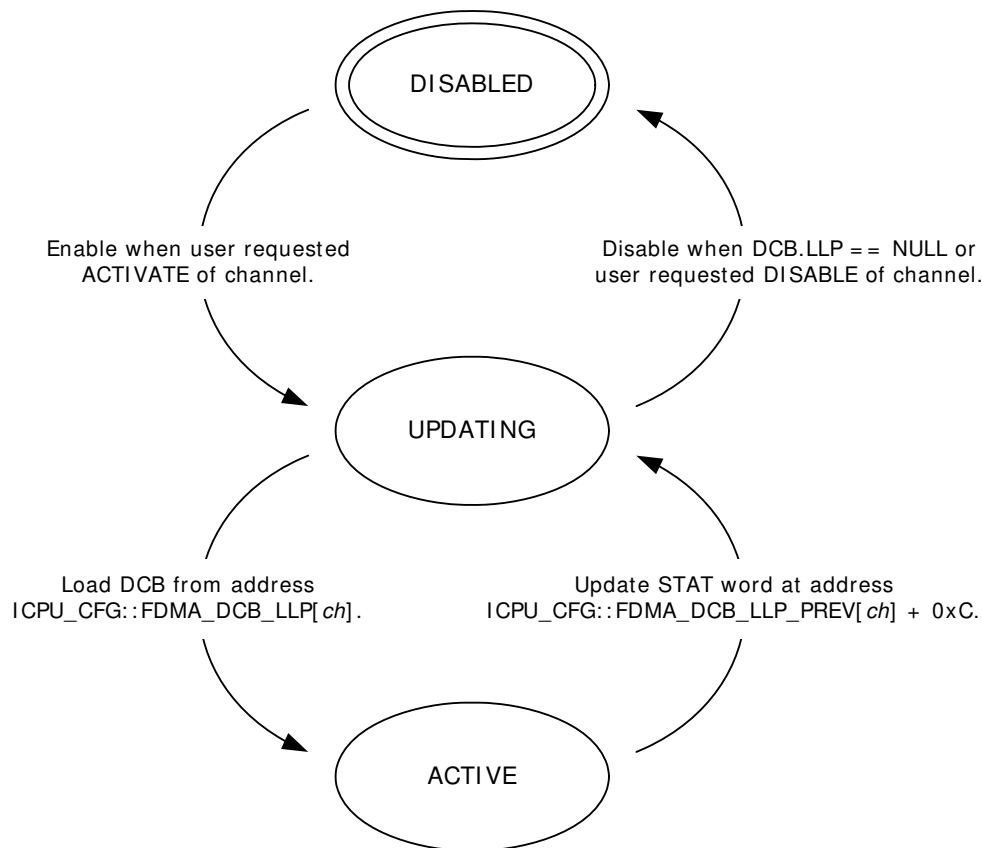 DISABLED
Enable when user requested
ACTIVATE of channel.
Disable when DCB.LLP == NULL or
user requested DISABLE of channel.
UPDATING
Load DCB from address
ICPU_CFG::FDMA_DCB_LLP[ch].
Update STAT word at address
ICPU_CFG::FDMA_DCB_LLP_PREV[ch] + 0xC.
ACTIVE